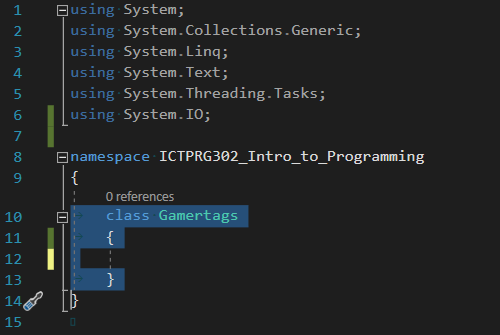 1 using System;
2 using System.Collections.Generic;
3 using System.Linq;
4 using System.Text;
5 using System.Threading.Tasks;
6 using System.IO;
7
8 namespace ICTPRG302_Intro_to_Programming
9 {
0 references
10 class Gamertags
11 {
12
13 }
14 }
15